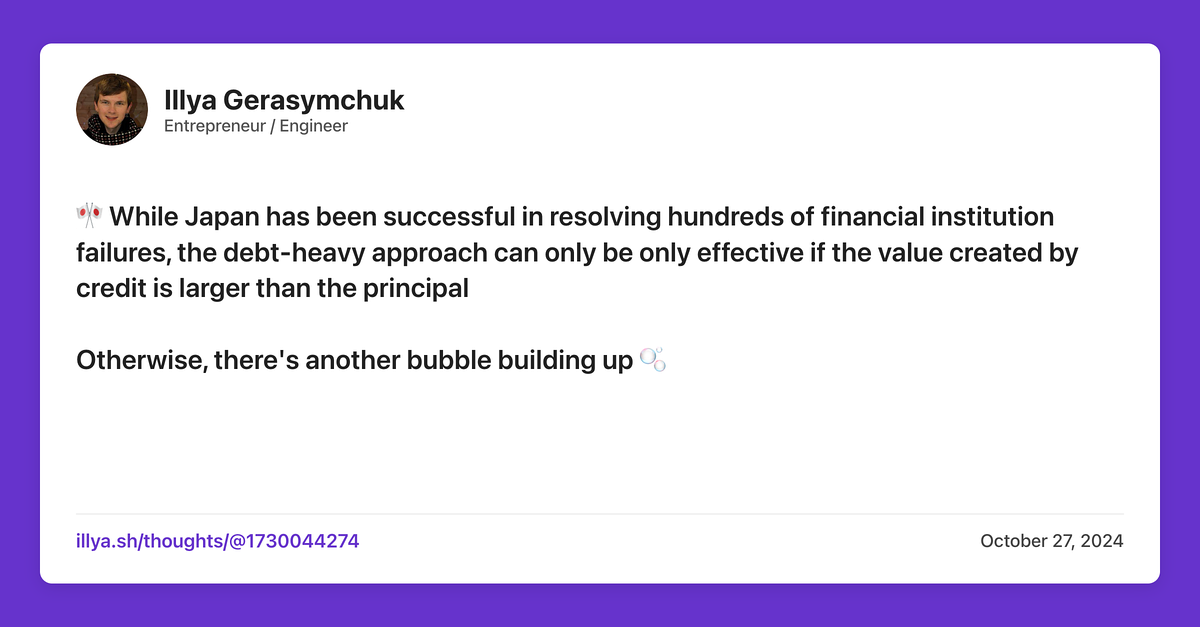 Illya Gerasymchuk
Entrepreneur / Engineer
🎌 While Japan has been successful in resolving hundreds of financial institution
failures, the debt-heavy approach can only be only effective if the value created by
credit is larger than the principal
Otherwise, there's another bubble building up 🫧
illya.sh/thoughts/@1730044274
October 27, 2024